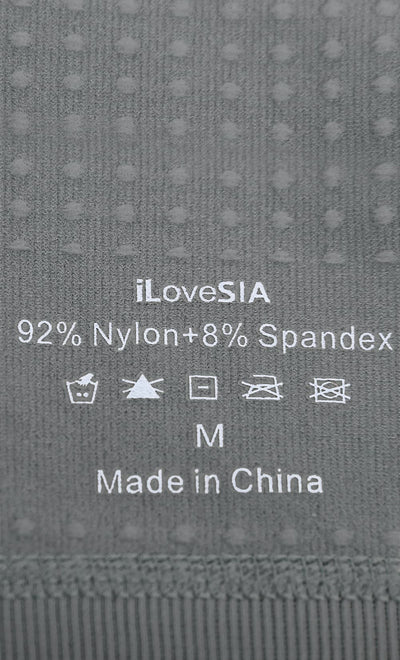 iLoveSIA
92% Nylon+8% Spandex
M
Made in China